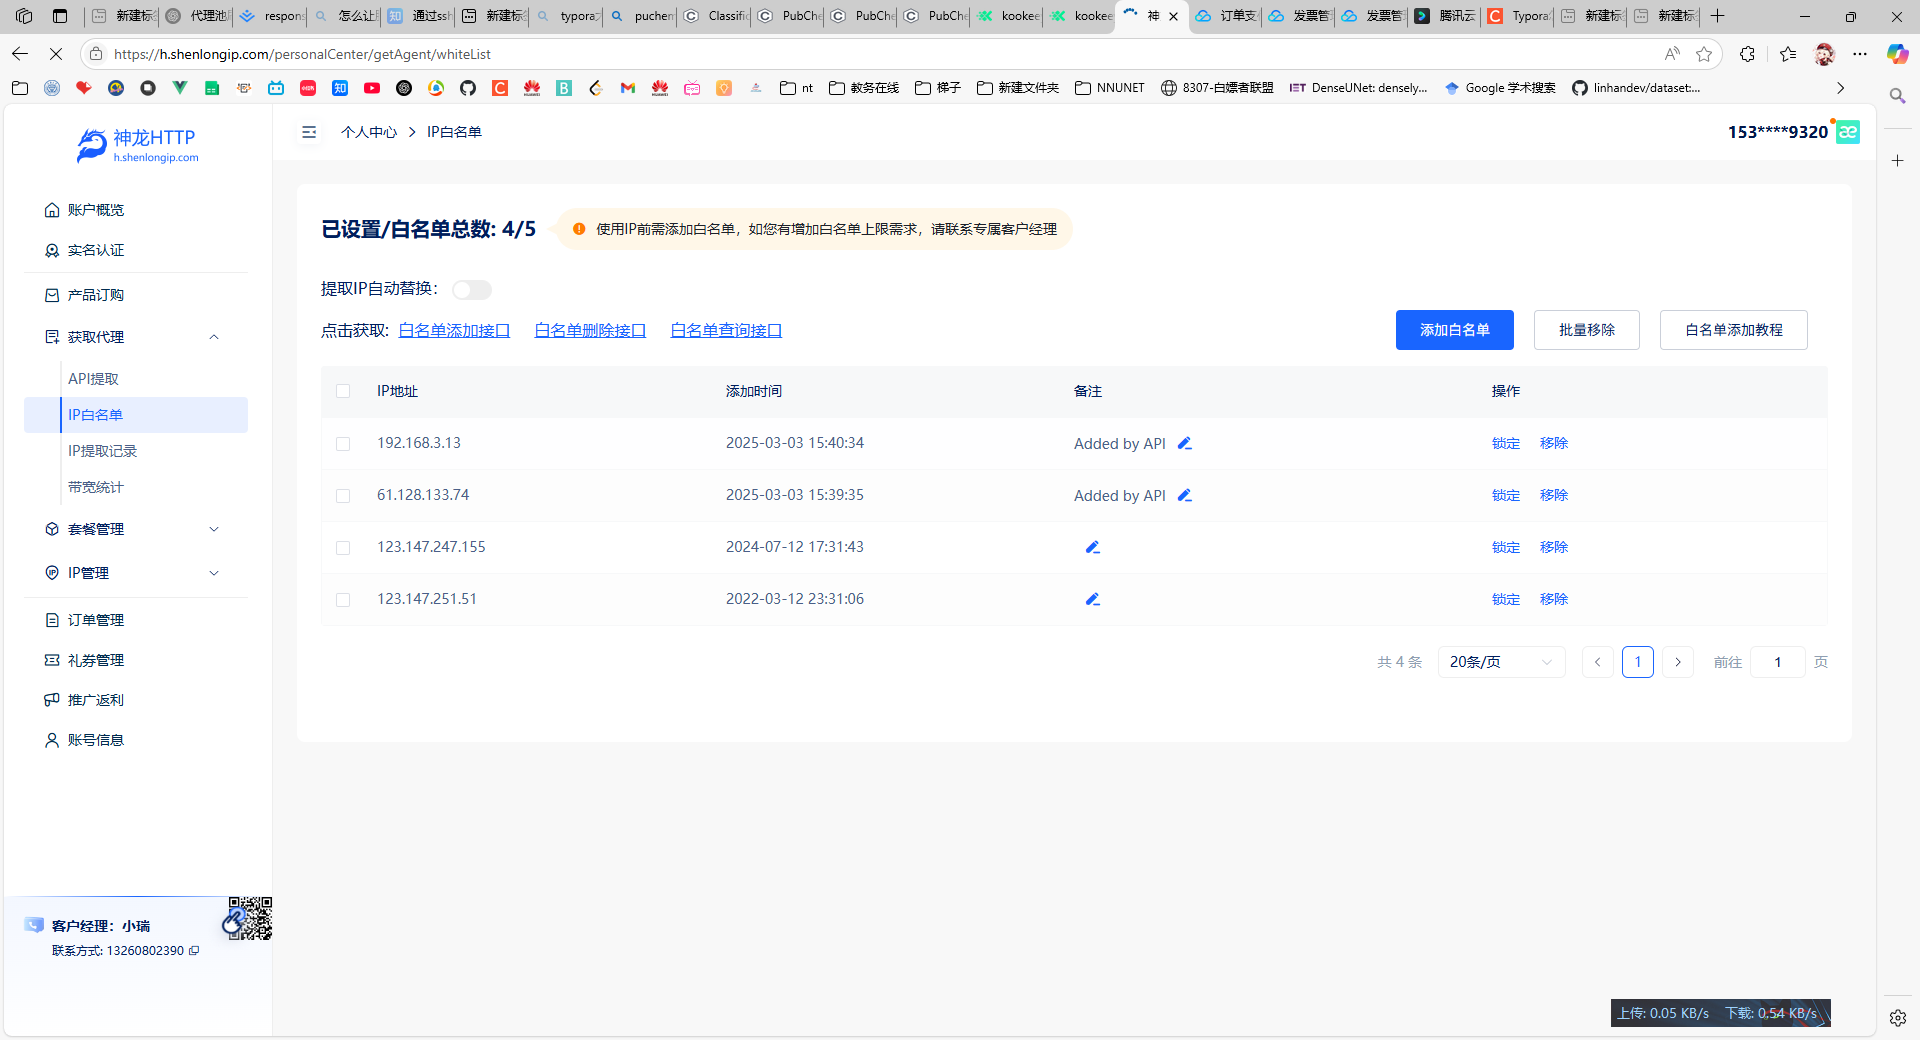 新建标签
代理池
respons
怎么让
通过ssh
新建标签
typora
puchem
Classific
PubChe
PubChe
PubChe
kookee
kookee
神
订单支
发票管
发票管
腾讯云
Typora
新建标签
新建标签
https://h.shenlongip.com/personalCenter/getAgent/whiteList
nt
教务在线
梯子
新建文件夹
NNUNET
8307-白嫖者联盟
IET DenseUNet: densely...
Google 学术搜索
linhandev/dataset:...
神龙HTTP
h.shenlongip.com
个人中心 > IP白名单
153****9320
账户概览
实名认证
产品订购
获取代理
API提取
IP白名单
IP提取记录
带宽统计
套餐管理
IP管理
订单管理
礼券管理
推广返利
账号信息
客户经理：小瑞
联系方式: 13260802390
已设置/白名单总数: 4/5
使用IP前需添加白名单，如您有增加白名单上限需求，请联系专属客户经理
提取IP自动替换：
点击获取: 白名单添加接口 白名单删除接口 白名单查询接口
添加白名单 批量移除 白名单添加教程
IP地址 添加时间 备注 操作
192.168.3.13 2025-03-03 15:40:34 Added by API 锁定 移除
61.128.133.74 2025-03-03 15:39:35 Added by API 锁定 移除
123.147.247.155 2024-07-12 17:31:43 锁定 移除
123.147.251.51 2022-03-12 23:31:06 锁定 移除
共 4 条 20条/页 1 前往 1 页
上传: 0.05 KB/s 下载: 0.54 KB/s